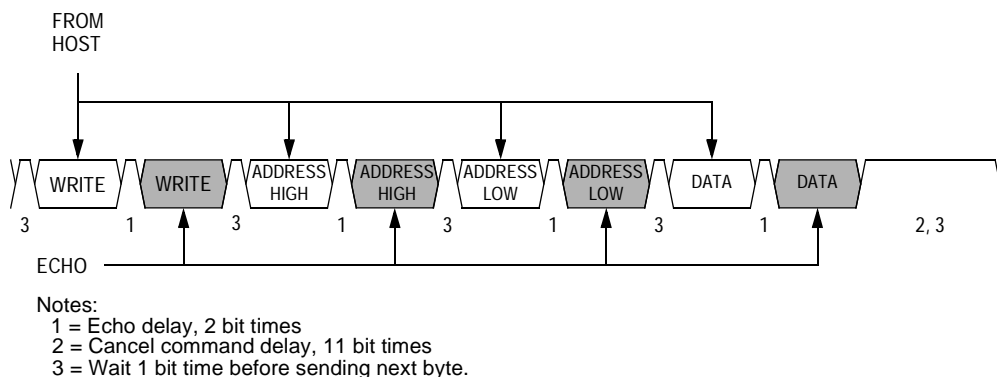 FROM
HOST
WRITE WRITE ADDRESS HIGH ADDRESS HIGH ADDRESS LOW ADDRESS LOW DATA DATA
3 1 3 1 3 1 3 1 2, 3
ECHO
Notes:
1 = Echo delay, 2 bit times
2 = Cancel command delay, 11 bit times
3 = Wait 1 bit time before sending next byte.